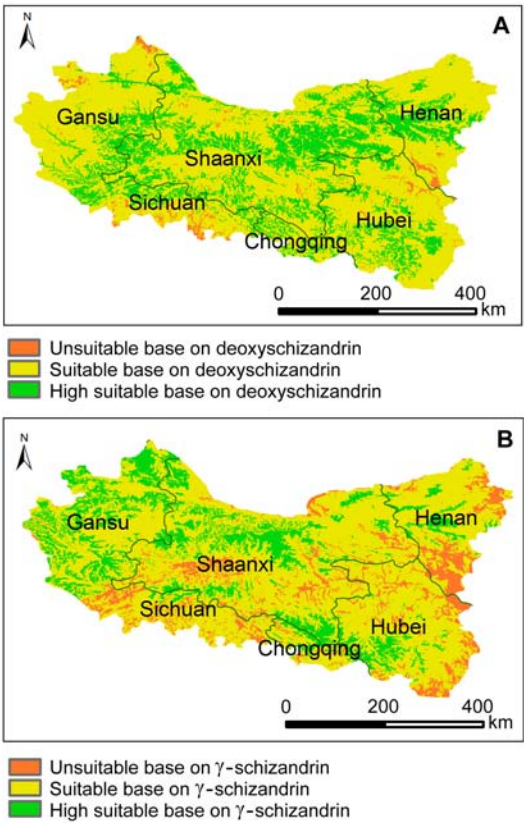 N
A
Gansu
Henan
Shaanxi
Sichuan
Hubei
Chongqing
0 200 400
km
Unsuitable base on deoxyschizandrin
Suitable base on deoxyschizandrin
High suitable base on deoxyschizandrin
N
B
Gansu
Henan
Shaanxi
Sichuan
Hubei
Chongqing
0 200 400
km
Unsuitable base on γ-schizandrin
Suitable base on γ-schizandrin
High suitable base on γ-schizandrin